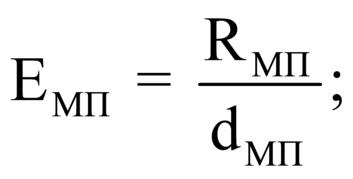 E_МП = R_МП / d_МП;